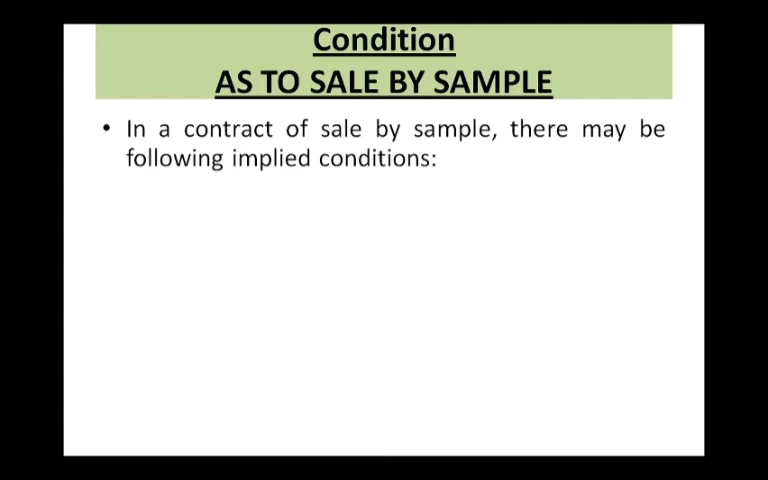 Condition
AS TO SALE BY SAMPLE
• In a contract of sale by sample, there may be
following implied conditions: